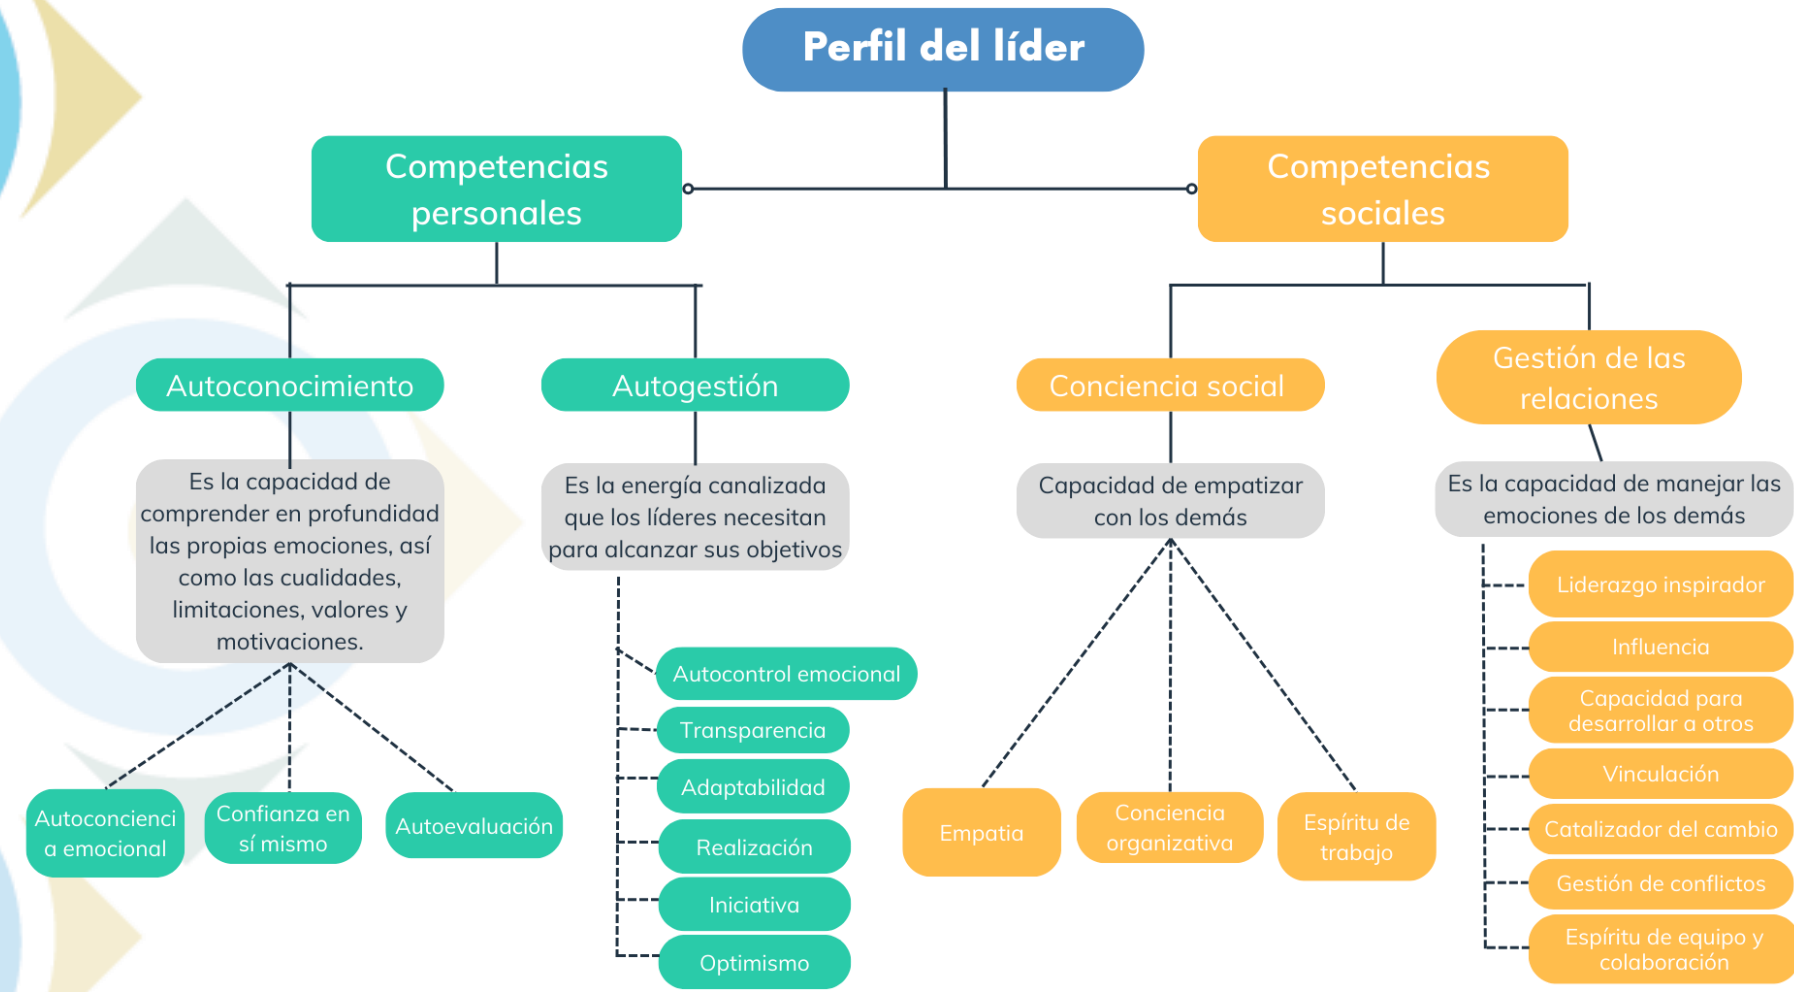 Perfil del líder
Competencias
personales
Competencias
sociales
Autoconocimiento
Autogestión
Conciencia social
Gestión de las
relaciones
Es la capacidad de
comprender en profundidad
las propias emociones, así
como las cualidades,
limitaciones, valores y
motivaciones.
Es la energía canalizada
que los líderes necesitan
para alcanzar sus objetivos
Capacidad de empatizar
con los demás
Es la capacidad de manejar las
emociones de los demás
Autoconcienci
a emocional
Confianza en
sí mismo
Autoevaluación
Autocontrol emocional
Transparencia
Adaptabilidad
Realización
Iniciativa
Optimismo
Empatia
Conciencia
organizativa
Espíritu de
trabajo
Liderazgo inspirador
Influencia
Capacidad para
desarrollar a otros
Vinculación
Catalizador del cambio
Gestión de conflictos
Espíritu de equipo y
colaboración